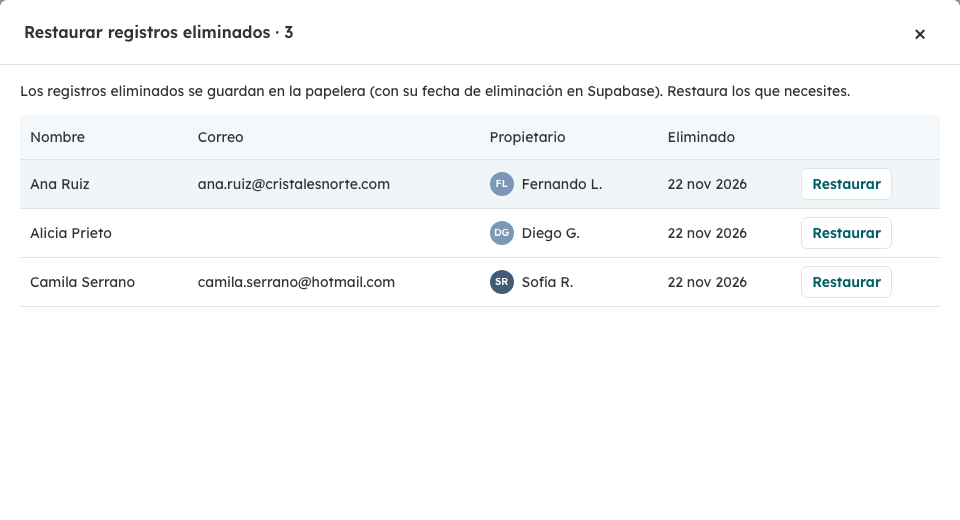 Restaurar registros eliminados · 3
Los registros eliminados se guardan en la papelera (con su fecha de eliminación en Supabase). Restaura los que necesites.
Nombre Correo Propietario Eliminado
Ana Ruiz ana.ruiz@cristalesnorte.com FL Fernando L. 22 nov 2026 Restaurar
Alicia Prieto DG Diego G. 22 nov 2026 Restaurar
Camila Serrano camila.serrano@hotmail.com SR Sofía R. 22 nov 2026 Restaurar